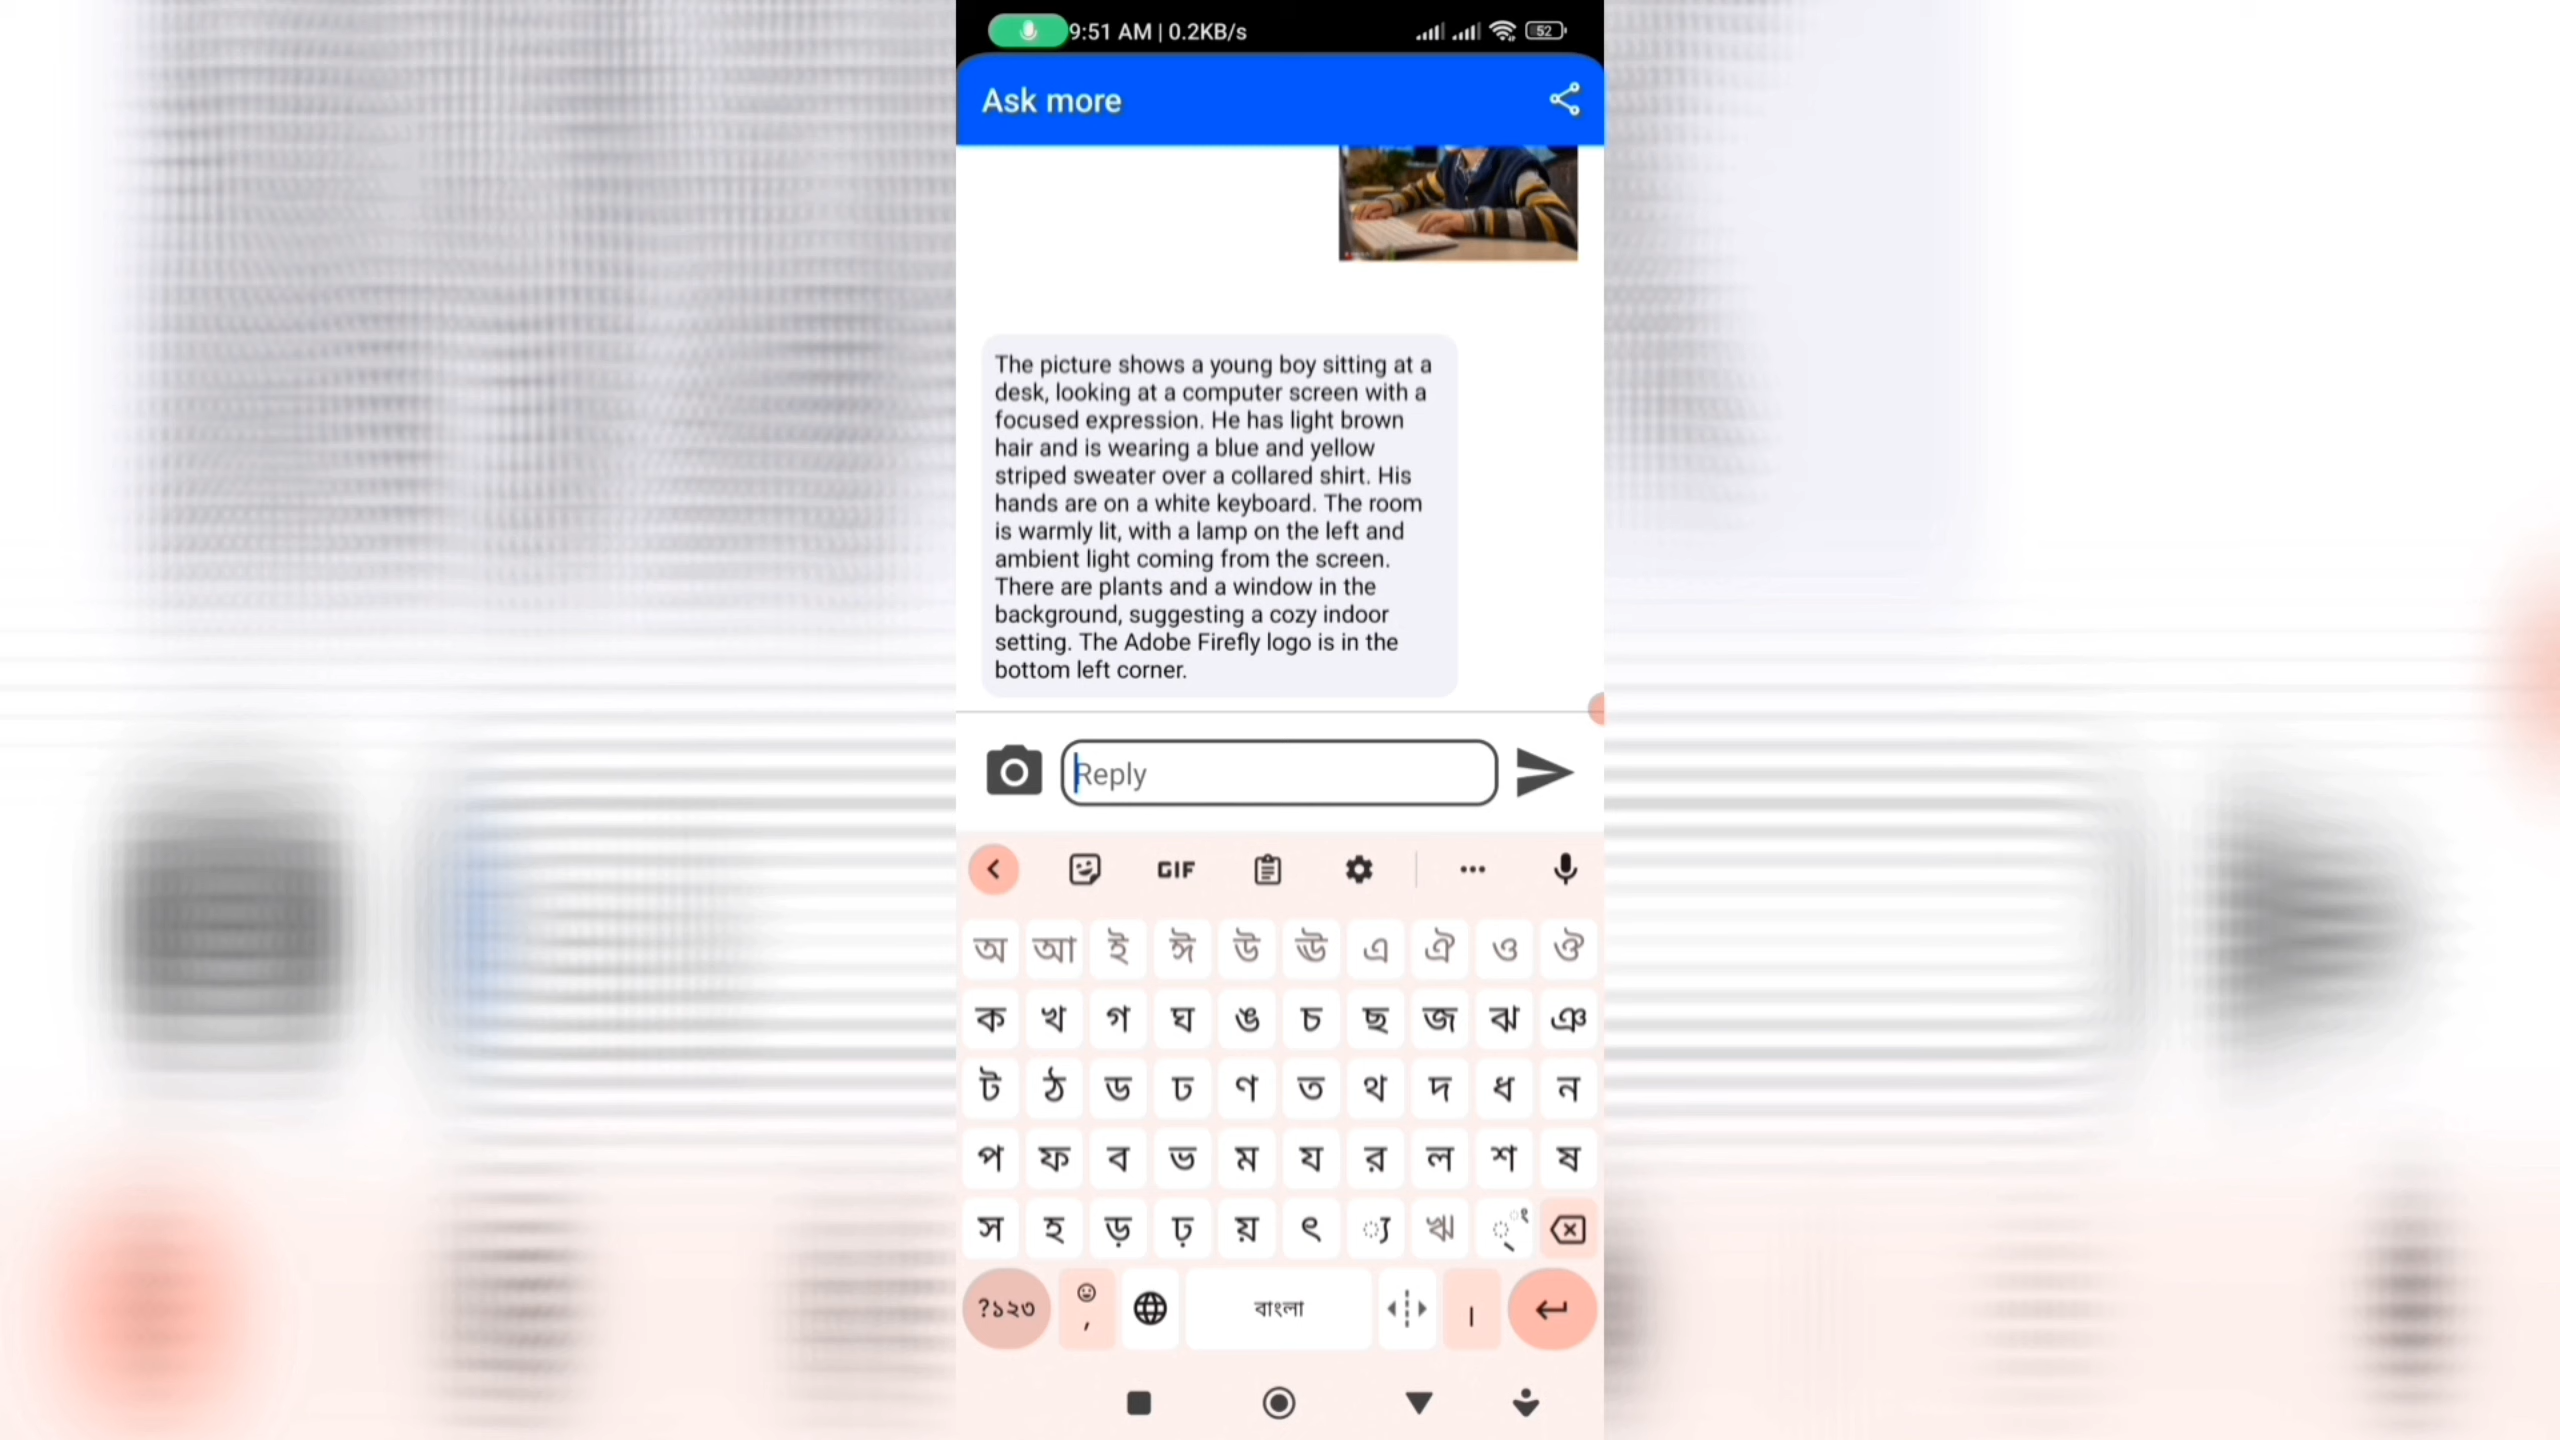 9:51 AM | 0.2KB/s
52
Ask more
The picture shows a young boy sitting at a
desk, looking at a computer screen with a
focused expression. He has light brown
hair and is wearing a blue and yellow
striped sweater over a collared shirt. His
hands are on a white keyboard. The room
is warmly lit, with a lamp on the left and
ambient light coming from the screen.
There are plants and a window in the
background, suggesting a cozy indoor
setting. The Adobe Firefly logo is in the
bottom left corner.
Reply
GIF
অ আ ই ঈ উ ঊ এ ঐ ও ঔ
ক খ গ ঘ ঙ চ ছ জ ঝ ঞ
ট ঠ ড ঢ ণ ত থ দ ধ ন
প ফ ব ভ ম য র ল শ ষ
স হ ড় ঢ় য় ৎ ্য ঋ ্ ং
?১২৩ , বাংলা ।